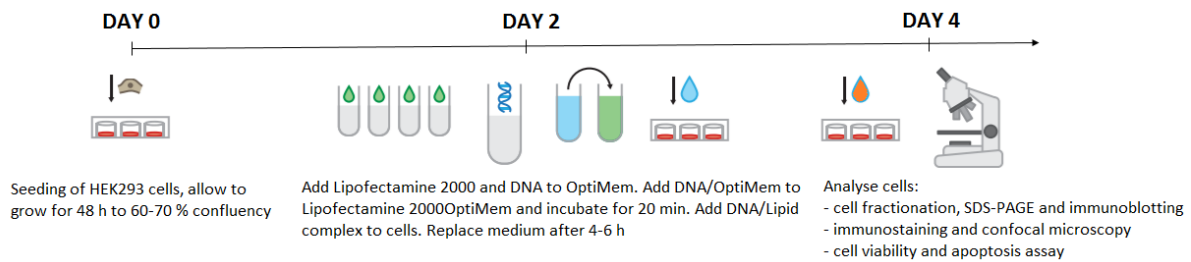 DAY 0
DAY 2
DAY 4
Seeding of HEK293 cells, allow to
grow for 48 h to 60-70 % confluency
Add Lipofectamine 2000 and DNA to OptiMem. Add DNA/OptiMem to
Lipofectamine 2000OptiMem and incubate for 20 min. Add DNA/Lipid
complex to cells. Replace medium after 4-6 h
Analyse cells:
- cell fractionation, SDS-PAGE and immunoblotting
- immunostaining and confocal microscopy
- cell viability and apoptosis assay